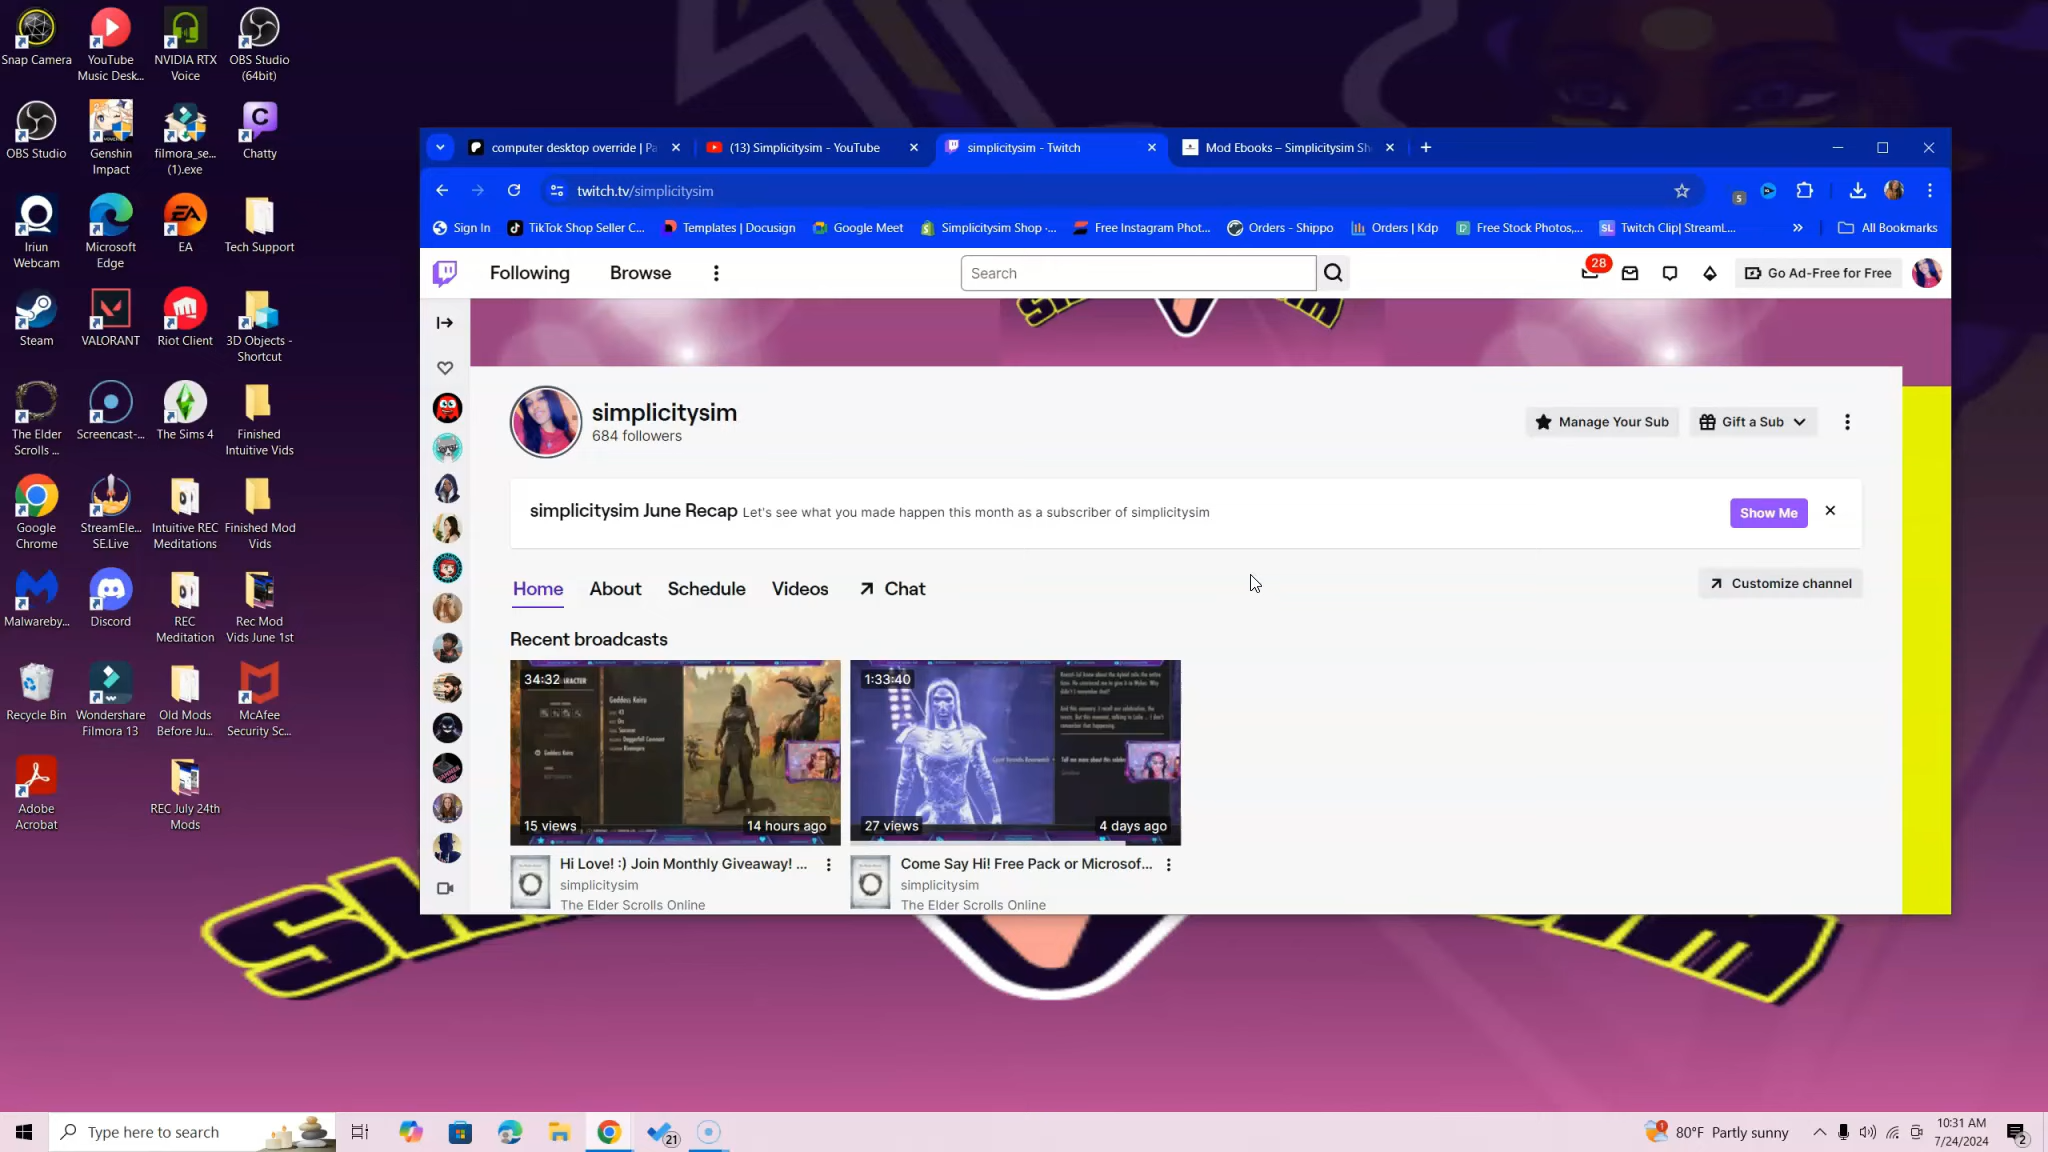 Snap Camera
YouTube
Music Desk...
NVIDIA RTX
Voice
OBS Studio
(64bit)
OBS Studio
Genshin
Impact
filmora_se...
(1).exe
Chatty
Iriun
Webcam
Microsoft
Edge
EA
Tech Support
Steam
VALORANT
Riot Client
3D Objects -
Shortcut
The Elder
Scrolls ...
Screencast-...
The Sims 4
Finished
Intuitive Vids
Google
Chrome
StreamEle...
SE.Live
Intuitive REC
Meditations
Finished Mod
Vids
Malwareby...
Discord
REC
Meditation
Rec Mod
Vids June 1st
Recycle Bin
Wondershare
Filmora 13
Old Mods
Before Ju...
McAfee
Security Sc...
Adobe
Acrobat
REC July 24th
Mods
computer desktop override | Pa
(13) Simplicitysim - YouTube
simplicitysim - Twitch
Mod Ebooks – Simplicitysim Sh
twitch.tv/simplicitysim
5
Sign In
TikTok Shop Seller C...
Templates | Docusign
Google Meet
Simplicitysim Shop ·...
Free Instagram Phot...
Orders - Shippo
Orders | Kdp
Free Stock Photos,...
SL Twitch Clip| StreamL...
All Bookmarks
Following
Browse
Search
28
Go Ad-Free for Free
simplicitysim
684 followers
Manage Your Sub
Gift a Sub
simplicitysim June Recap Let's see what you made happen this month as a subscriber of simplicitysim
Show Me
Home
About
Schedule
Videos
Chat
Customize channel
Recent broadcasts
34:32
15 views
14 hours ago
1:33:40
27 views
4 days ago
Hi Love! :) Join Monthly Giveaway! ...
simplicitysim
The Elder Scrolls Online
Come Say Hi! Free Pack or Microsof...
simplicitysim
The Elder Scrolls Online
Type here to search
21
80°F Partly sunny
10:31 AM
7/24/2024
2